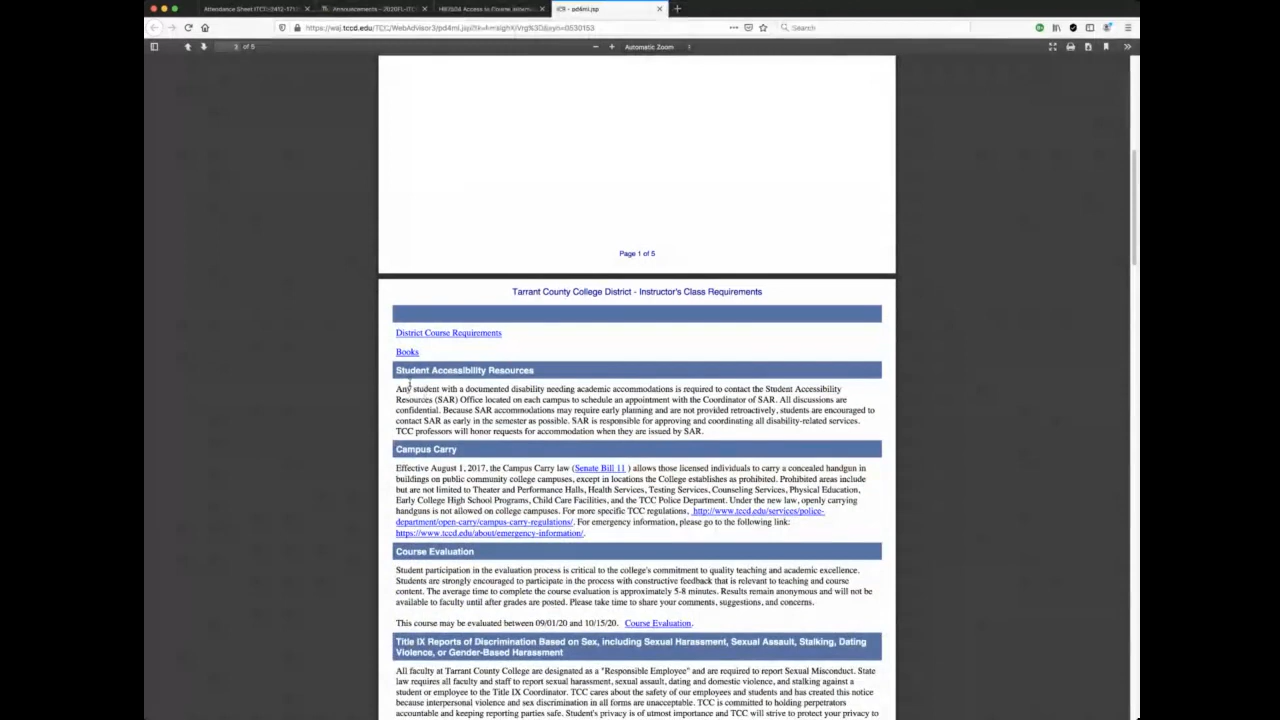 Attendance Sheet
Announcements - 2020FL-
pd4ml.jsp
3 of 5
Automatic Zoom
Search
Page 1 of 5
Tarrant County College District - Instructor's Class Requirements
District Course Requirements
Books
Student Accessibility Resources
Any student with a documented disability needing academic accommodations is required to contact the Student Accessibility
Resources (SAR) Office located on each campus to schedule an appointment with the Coordinator of SAR. All discussions are
confidential. Because SAR accommodations may require early planning and are not provided retroactively, students are encouraged to
contact SAR as early in the semester as possible. SAR is responsible for approving and coordinating all disability-related services.
TCC professors will honor requests for accommodation when they are issued by SAR.
Campus Carry
Effective August 1, 2017, the Campus Carry law (Senate Bill 11 ) allows those licensed individuals to carry a concealed handgun in
buildings on public community college campuses, except in locations the College establishes as prohibited. Prohibited areas include
but are not limited to Theater and Performance Halls, Health Services, Testing Services, Counseling Services, Physical Education,
Early College High School Programs, Child Care Facilities, and the TCC Police Department. Under the new law, openly carrying
handguns is not allowed on college campuses. For more specific TCC regulations, http://www.tccd.edu/services/police-
department/open-carry/campus-carry-regulations/. For emergency information, please go to the following link:
https://www.tccd.edu/about/emergency-information/.
Course Evaluation
Student participation in the evaluation process is critical to the college's commitment to quality teaching and academic excellence.
Students are strongly encouraged to participate in the process with constructive feedback that is relevant to teaching and course
content. The average time to complete the course evaluation is approximately 5-8 minutes. Results remain anonymous and will not be
available to faculty until after grades are posted. Please take time to share your comments, suggestions, and concerns.
This course may be evaluated between 09/01/20 and 10/15/20. Course Evaluation.
Title IX Reports of Discrimination Based on Sex, including Sexual Harassment, Sexual Assault, Stalking, Dating
Violence, or Gender-Based Harassment
All faculty at Tarrant County College are designated as a "Responsible Employee" and are required to report Sexual Misconduct. State
law requires all faculty and staff to report sexual harassment, sexual assault, dating and domestic violence, and stalking against a
student or employee to the Title IX Coordinator. TCC cares about the safety of our employees and students and has created this notice
because interpersonal violence and sex discrimination in all forms are unacceptable. TCC is committed to holding perpetrators
accountable and keeping reporting parties safe. Student's privacy is of utmost importance and TCC will strive to protect your privacy to